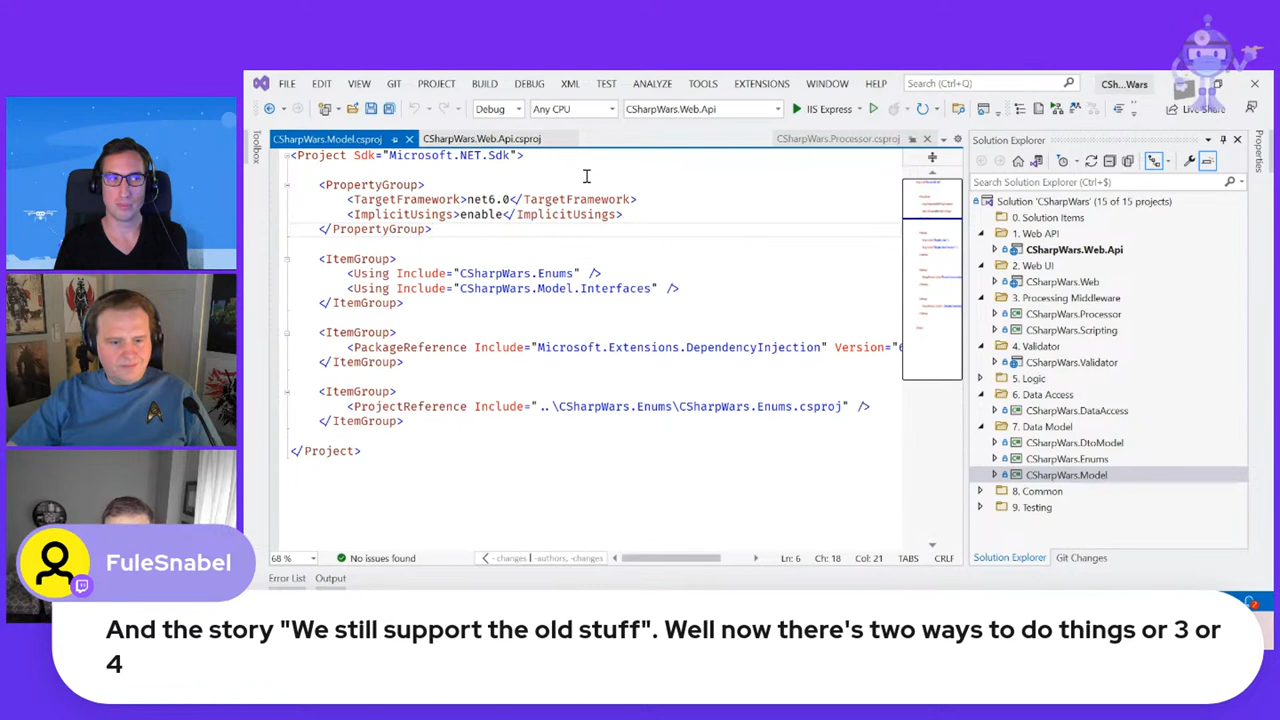 FILE EDIT VIEW GIT PROJECT BUILD DEBUG XML TEST ANALYZE TOOLS EXTENSIONS WINDOW HELP Search (Ctrl+Q) CSh...Wars
Debug Any CPU CSharpWars.Web.Api IIS Express Live Share
Toolbox
CSharpWars.Model.csproj CSharpWars.Web.Api.csproj CSharpWars.Processor.csproj
<Project Sdk="Microsoft.NET.Sdk">
<PropertyGroup>
<TargetFramework>net6.0</TargetFramework>
<ImplicitUsings>enable</ImplicitUsings>
</PropertyGroup>
<ItemGroup>
<Using Include="CSharpWars.Enums" />
<Using Include="CSharpWars.Model.Interfaces" />
</ItemGroup>
<ItemGroup>
<PackageReference Include="Microsoft.Extensions.DependencyInjection" Version="6
</ItemGroup>
<ItemGroup>
<ProjectReference Include="..\CSharpWars.Enums\CSharpWars.Enums.csproj" />
</ItemGroup>
</Project>
68 % No issues found - changes | -authors, -changes Ln: 6 Ch: 18 Col: 21 TABS CRLF
Error List Output
Solution Explorer
Search Solution Explorer (Ctrl+$)
Solution 'CSharpWars' (15 of 15 projects)
0. Solution Items
1. Web API
CSharpWars.Web.Api
2. Web UI
CSharpWars.Web
3. Processing Middleware
CSharpWars.Processor
CSharpWars.Scripting
4. Validator
CSharpWars.Validator
5. Logic
6. Data Access
CSharpWars.DataAccess
7. Data Model
CSharpWars.DtoModel
CSharpWars.Enums
CSharpWars.Model
8. Common
9. Testing
Solution Explorer Git Changes
Properties
FuleSnabel
And the story "We still support the old stuff". Well now there's two ways to do things or 3 or
4